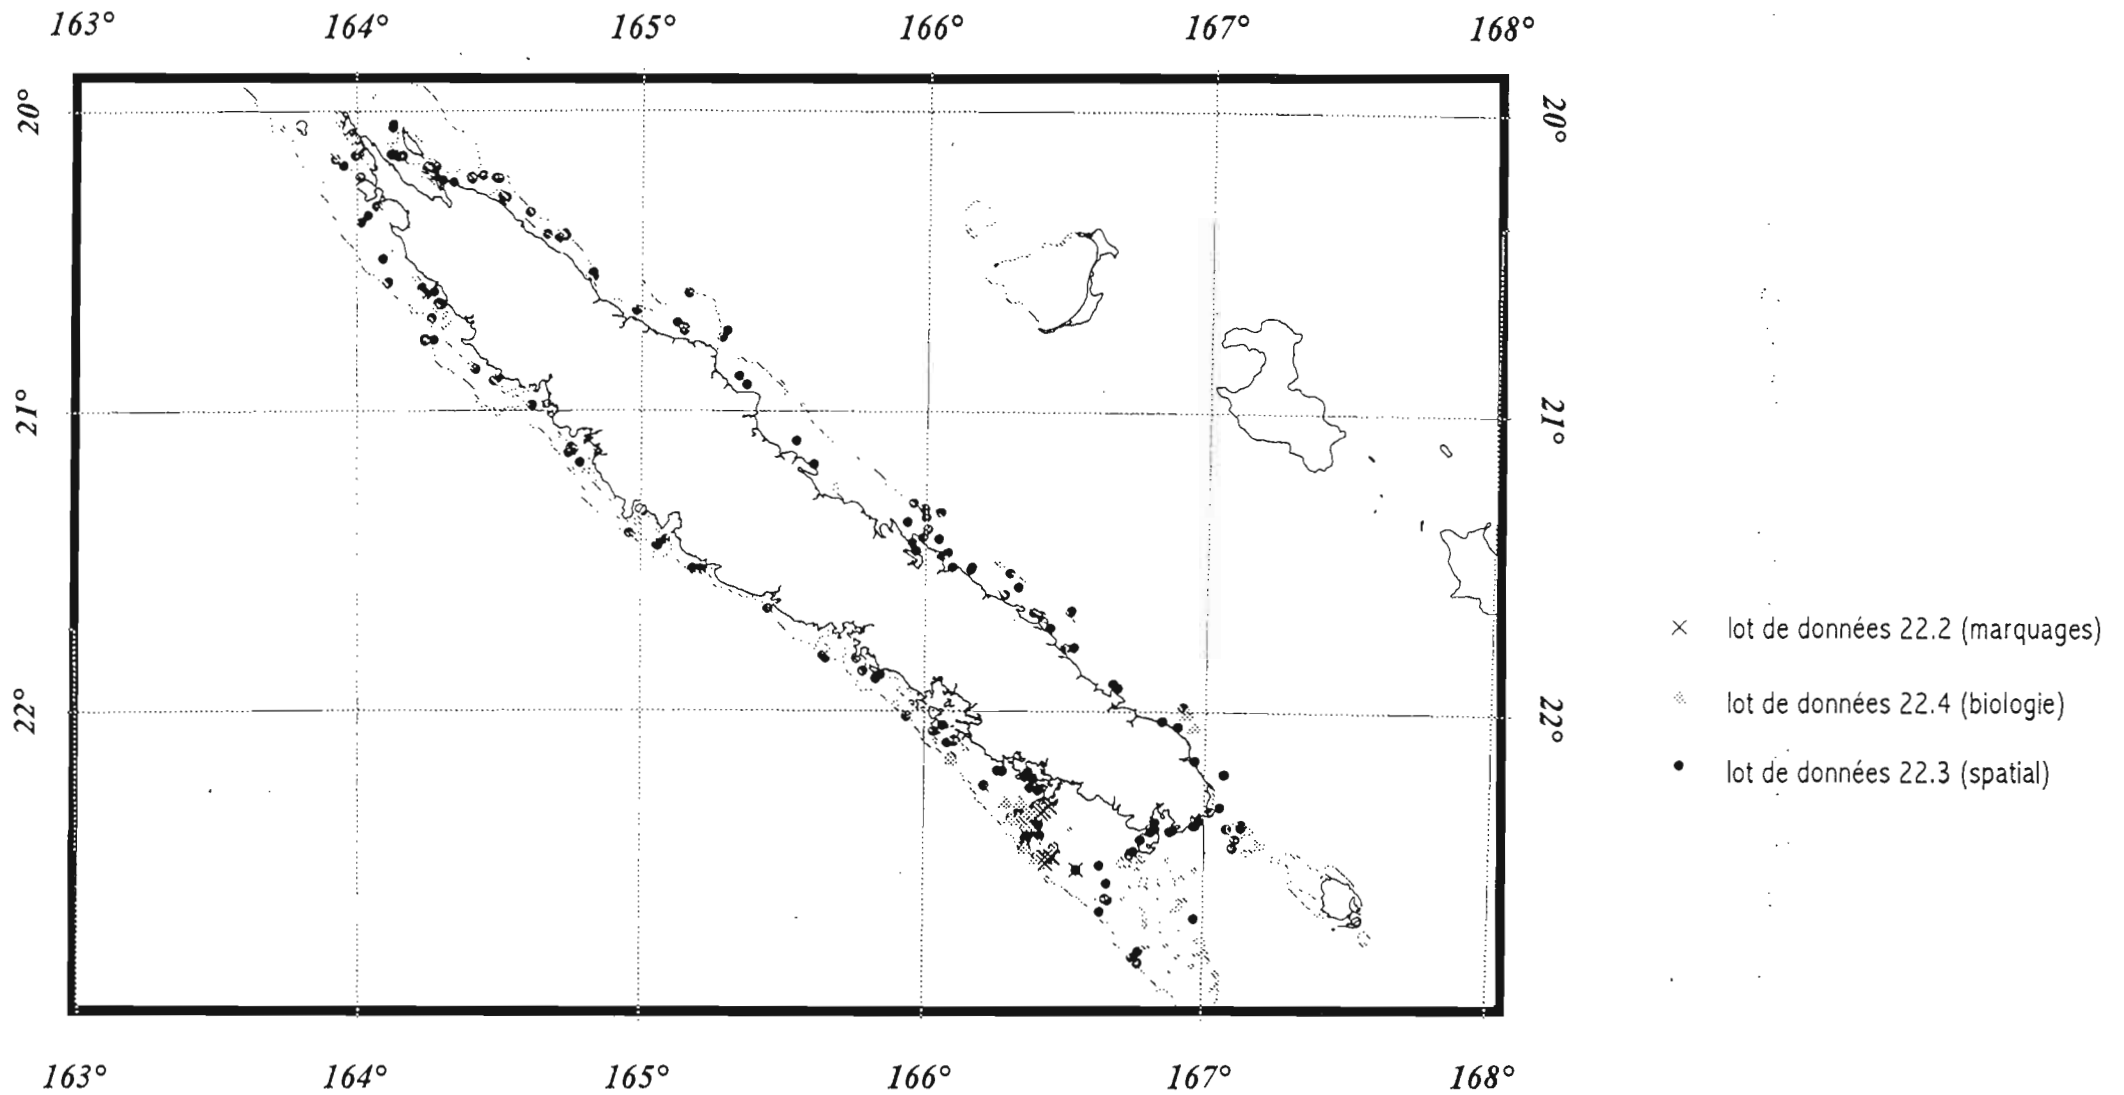 163° 164° 165° 166° 167° 168°
20° 20°
21° 21°
22° 22°
× lot de données 22.2 (marquages)
lot de données 22.4 (biologie)
• lot de données 22.3 (spatial)
163° 164° 165° 166° 167° 168°